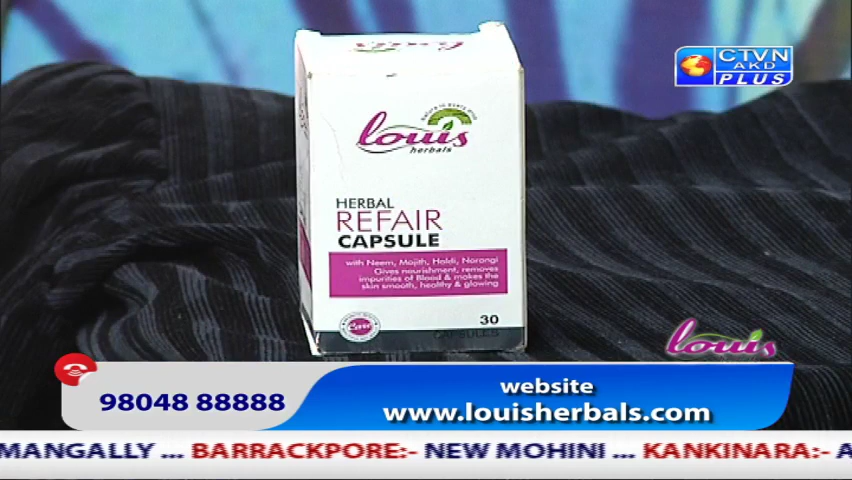 CTVN
AKD
PLUS
Louis
herbals
HERBAL
REFAIR
CAPSULE
with Neem, Majith, Haldi, Narangi
Gives nourishment, removes
impurities of Blood & makes the
skin smooth, healthy & glowing
30
CAPSULES
Care
Louis
98048 88888
website
www.louisherbals.com
MANGALLY ... BARRACKPORE:- NEW MOHINI ... KANKINARA:- A